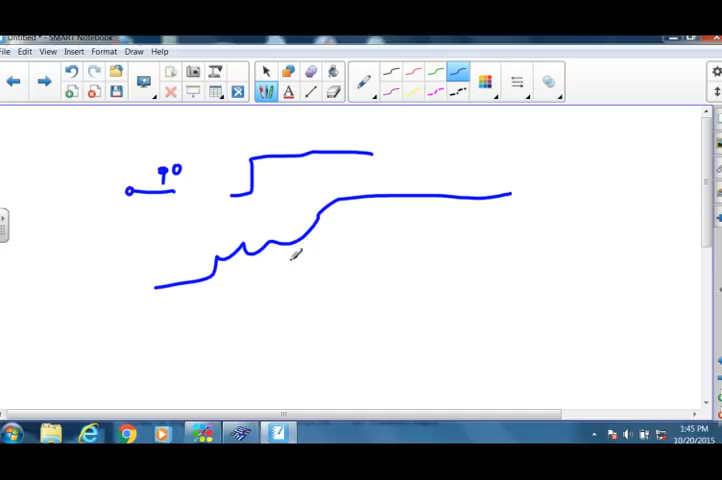 Untitled * - SMART Notebook
File Edit View Insert Format Draw Help
A
1:45 PM
10/20/2015